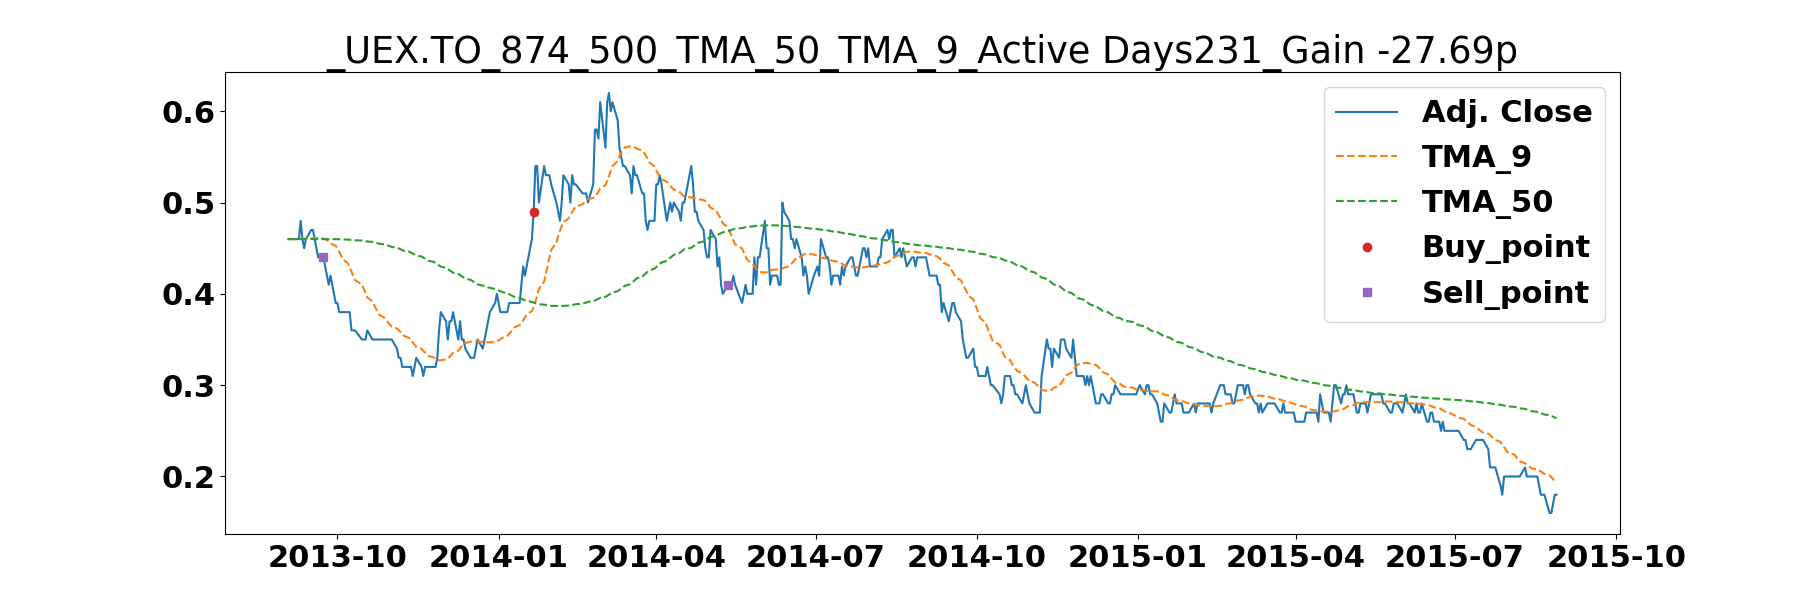 _UEX.TO_874_500_TMA_50_TMA_9_Active Days231_Gain -27.69p
0.6
0.5
0.4
0.3
0.2
Adj. Close
TMA_9
TMA_50
Buy_point
Sell_point
2013-10 2014-01 2014-04 2014-07 2014-10 2015-01 2015-04 2015-07 2015-10